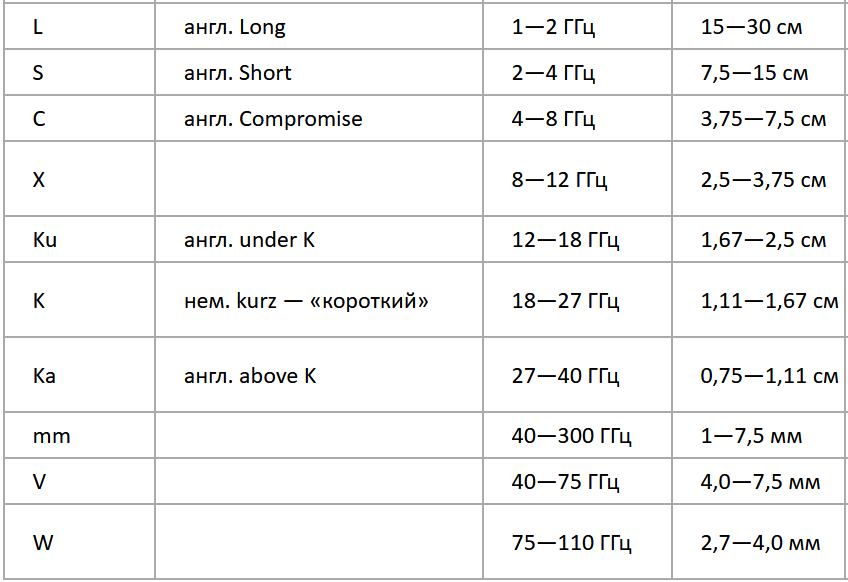 L англ. Long 1—2 ГГц 15—30 см
S англ. Short 2—4 ГГц 7,5—15 см
C англ. Compromise 4—8 ГГц 3,75—7,5 см
X 8—12 ГГц 2,5—3,75 см
Ku англ. under K 12—18 ГГц 1,67—2,5 см
K нем. kurz — «короткий» 18—27 ГГц 1,11—1,67 см
Ka англ. above K 27—40 ГГц 0,75—1,11 см
mm 40—300 ГГц 1—7,5 мм
V 40—75 ГГц 4,0—7,5 мм
W 75—110 ГГц 2,7—4,0 мм